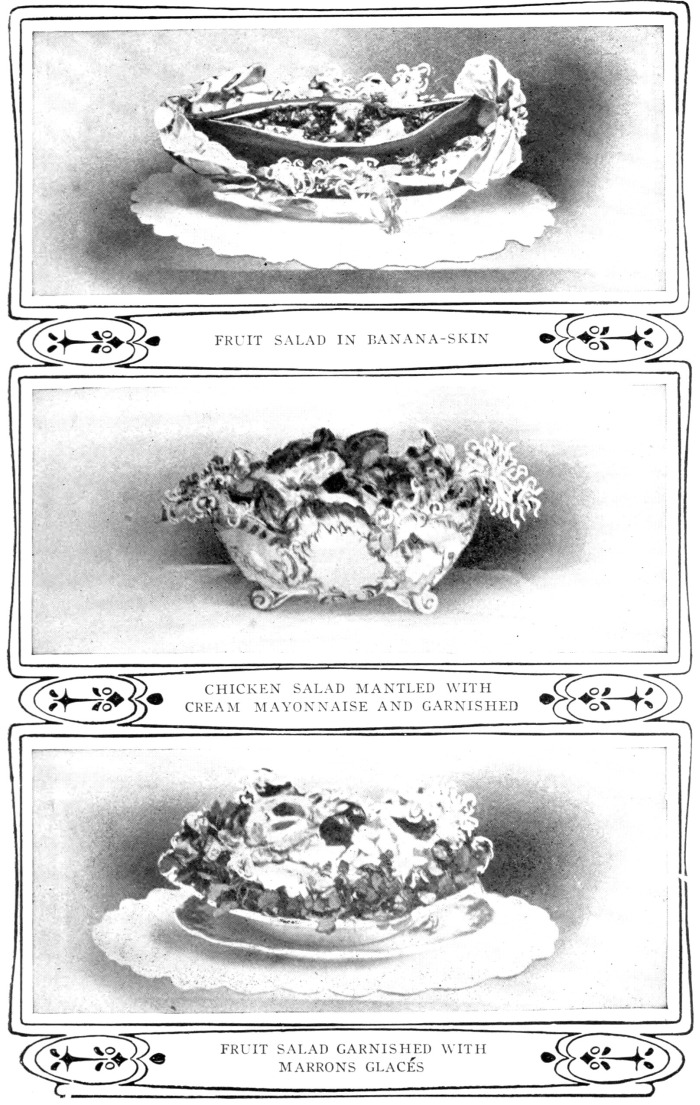 FRUIT SALAD IN BANANA-SKIN
CHICKEN SALAD MANTLED WITH
CREAM MAYONNAISE AND GARNISHED
FRUIT SALAD GARNISHED WITH
MARRONS GLACÉS